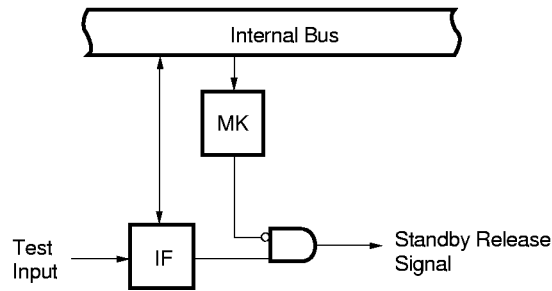 Internal Bus
MK
Test
Input
IF
Standby Release
Signal